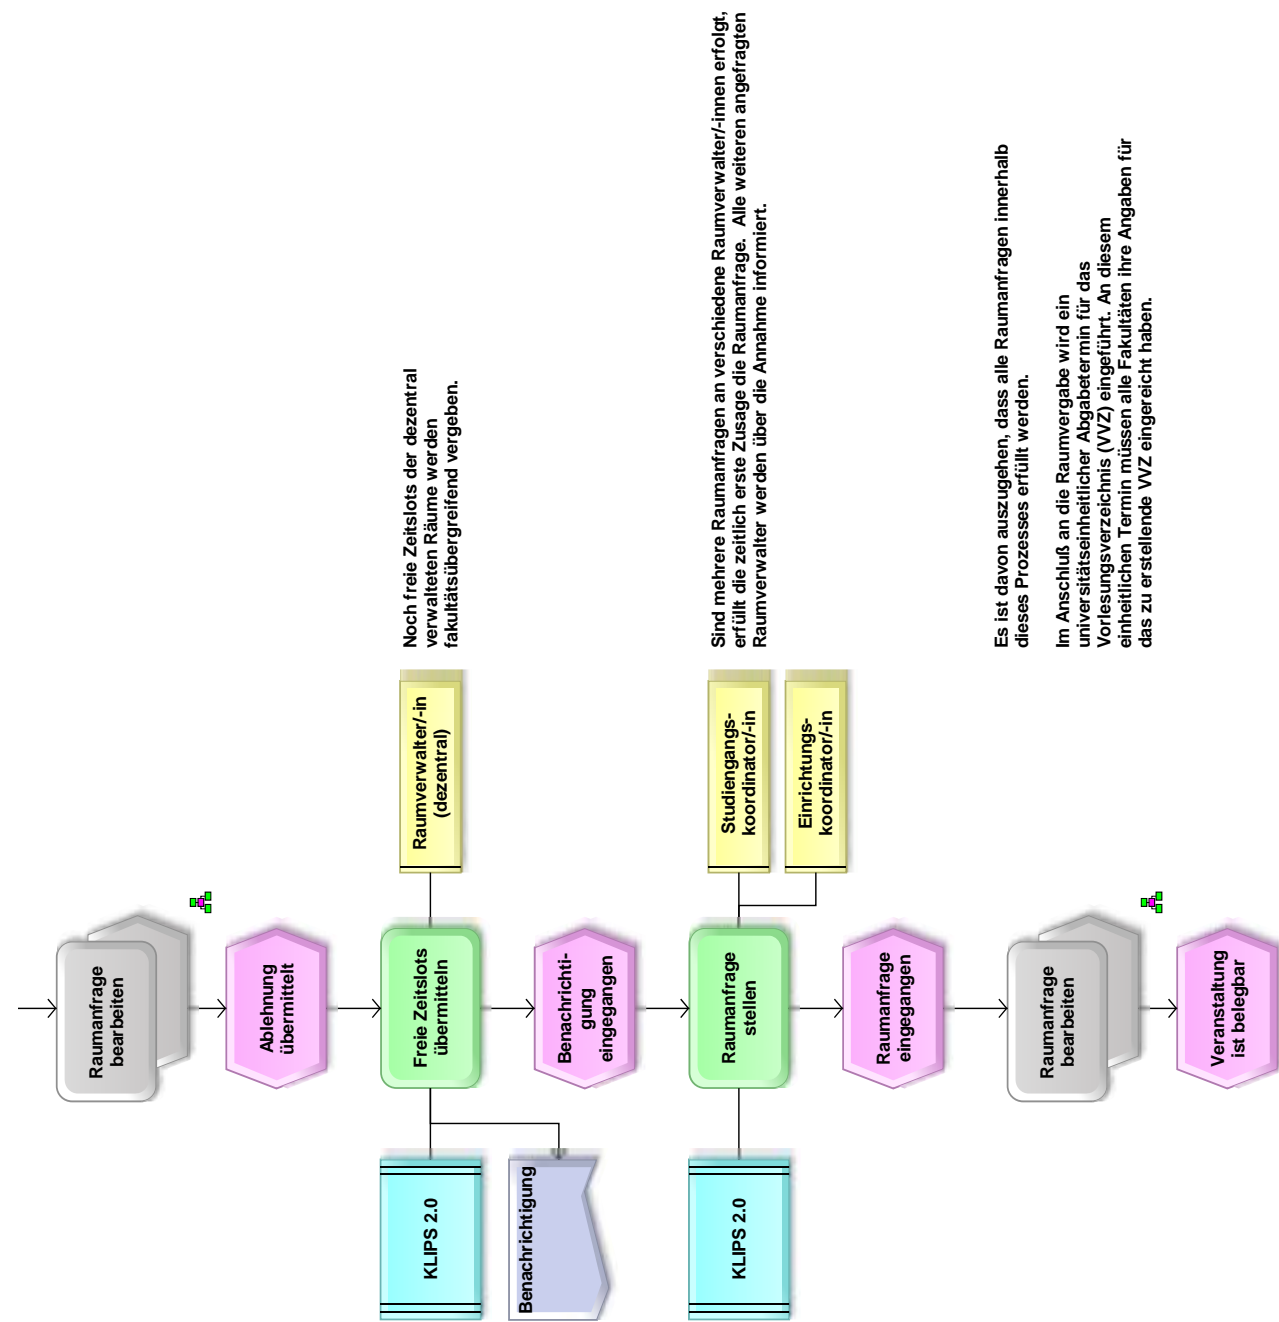 Raumanfrage
bearbeiten
Ablehnung
übermittelt
KLIPS 2.0
Benachrichtigung
Freie Zeitslots
übermitteln
Raumverwalter/-in
(dezentral)
Noch freie Zeitslots der dezentral
verwalteten Räume werden
fakultätsübergreifend vergeben.
Benachrichti-
gung
eingegangen
KLIPS 2.0
Raumanfrage
stellen
Studiengangs-
koordinator/-in
Einrichtungs-
koordinator/-in
Sind mehrere Raumanfragen an verschiedene Raumverwalter/-innen erfolgt,
erfüllt die zeitlich erste Zusage die Raumanfrage. Alle weiteren angefragten
Raumverwalter werden über die Annahme informiert.
Raumanfrage
eingegangen
Raumanfrage
bearbeiten
Es ist davon auszugehen, dass alle Raumanfragen innerhalb
dieses Prozesses erfüllt werden.
Im Anschluß an die Raumvergabe wird ein
universitätseinheitlicher Abgabetermin für das
Vorlesungsverzeichnis (VVZ) eingeführt. An diesem
einheitlichen Termin müssen alle Fakultäten ihre Angaben für
das zu erstellende VVZ eingereicht haben.
Veranstaltung
ist belegbar